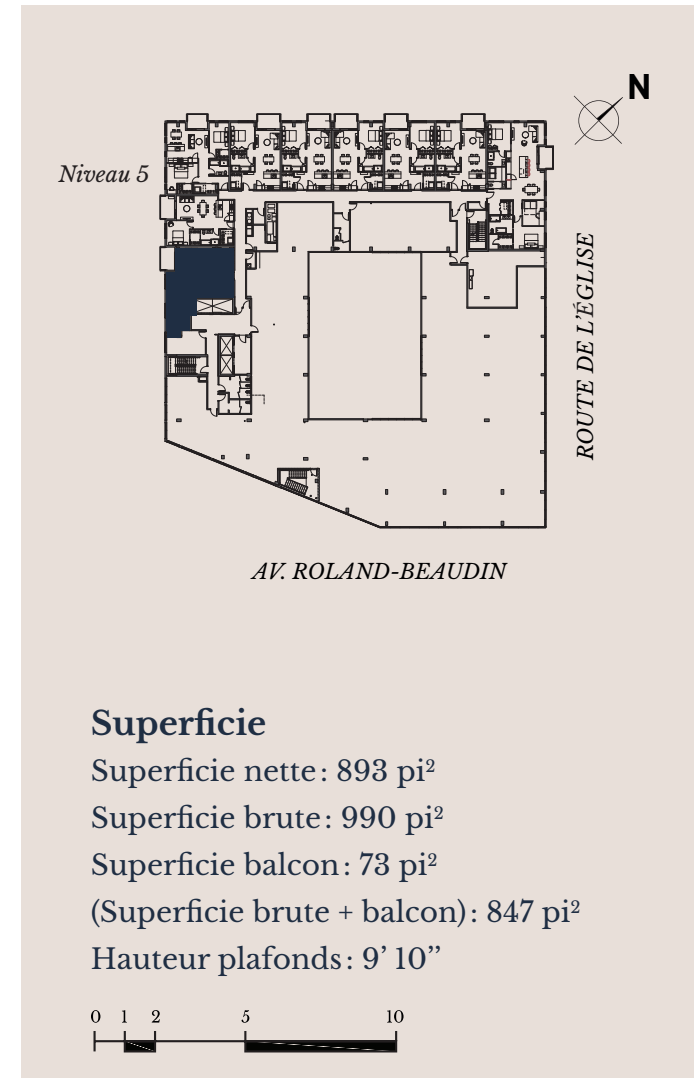 N
Niveau 5
ROUTE DE L’ÉGLISE
AV. ROLAND-BEAUDIN
Superficie
Superficie nette : 893 pi²
Superficie brute : 990 pi²
Superficie balcon : 73 pi²
(Superficie brute + balcon) : 847 pi²
Hauteur plafonds : 9’ 10’’
0 1 2 5 10